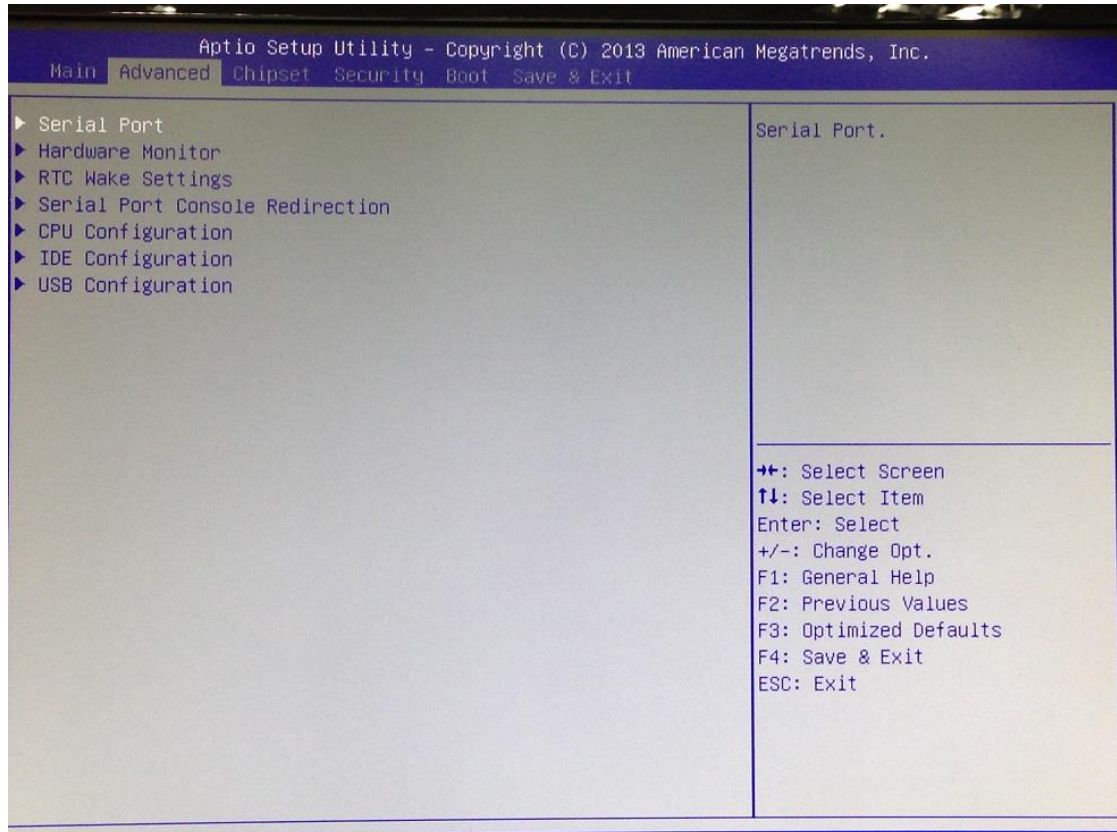 Aptio Setup Utility – Copyright (C) 2013 American Megatrends, Inc.
Main Advanced Chipset Security Boot Save & Exit
▶ Serial Port
▶ Hardware Monitor
▶ RTC Wake Settings
▶ Serial Port Console Redirection
▶ CPU Configuration
▶ IDE Configuration
▶ USB Configuration
Serial Port.
→←: Select Screen
↑↓: Select Item
Enter: Select
+/-: Change Opt.
F1: General Help
F2: Previous Values
F3: Optimized Defaults
F4: Save & Exit
ESC: Exit